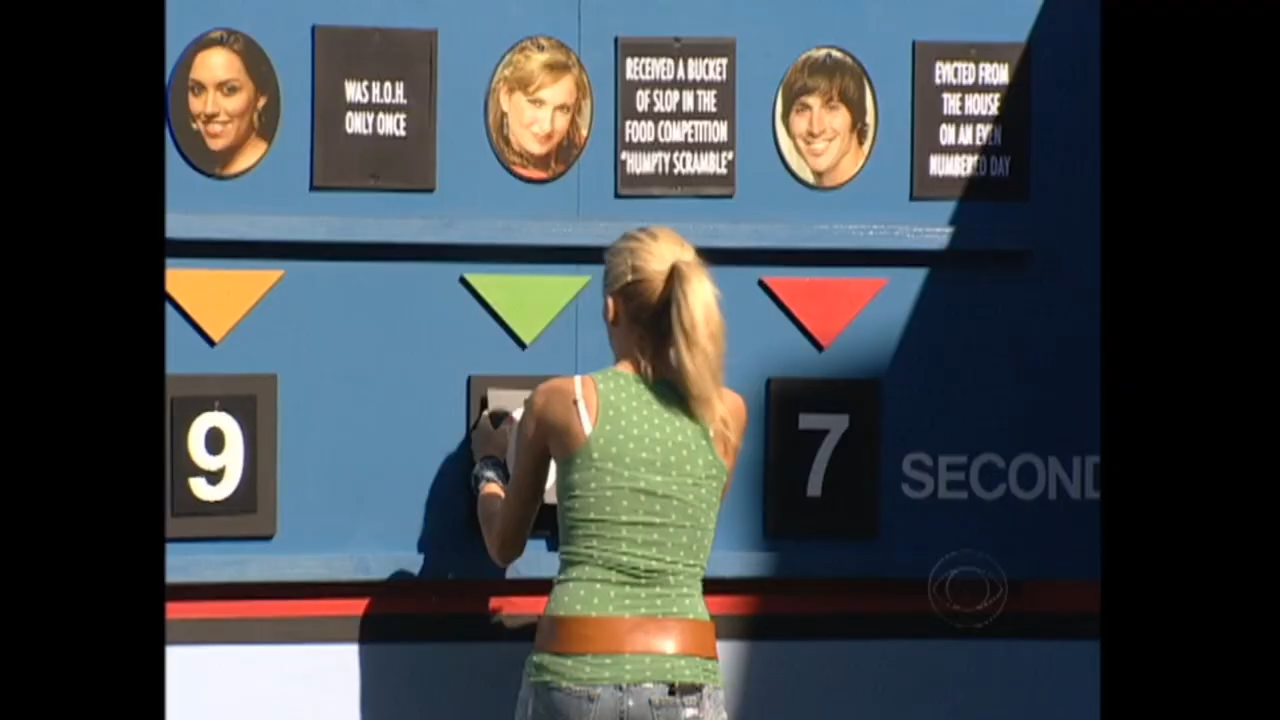 WAS H.O.H.
ONLY ONCE
RECEIVED A BUCKET
OF SLOP IN THE
FOOD COMPETITION
"HUMPTY SCRAMBLE"
EVICTED FROM
THE HOUSE
ON AN EVEN
NUMBERED DAY
9
7
SECOND